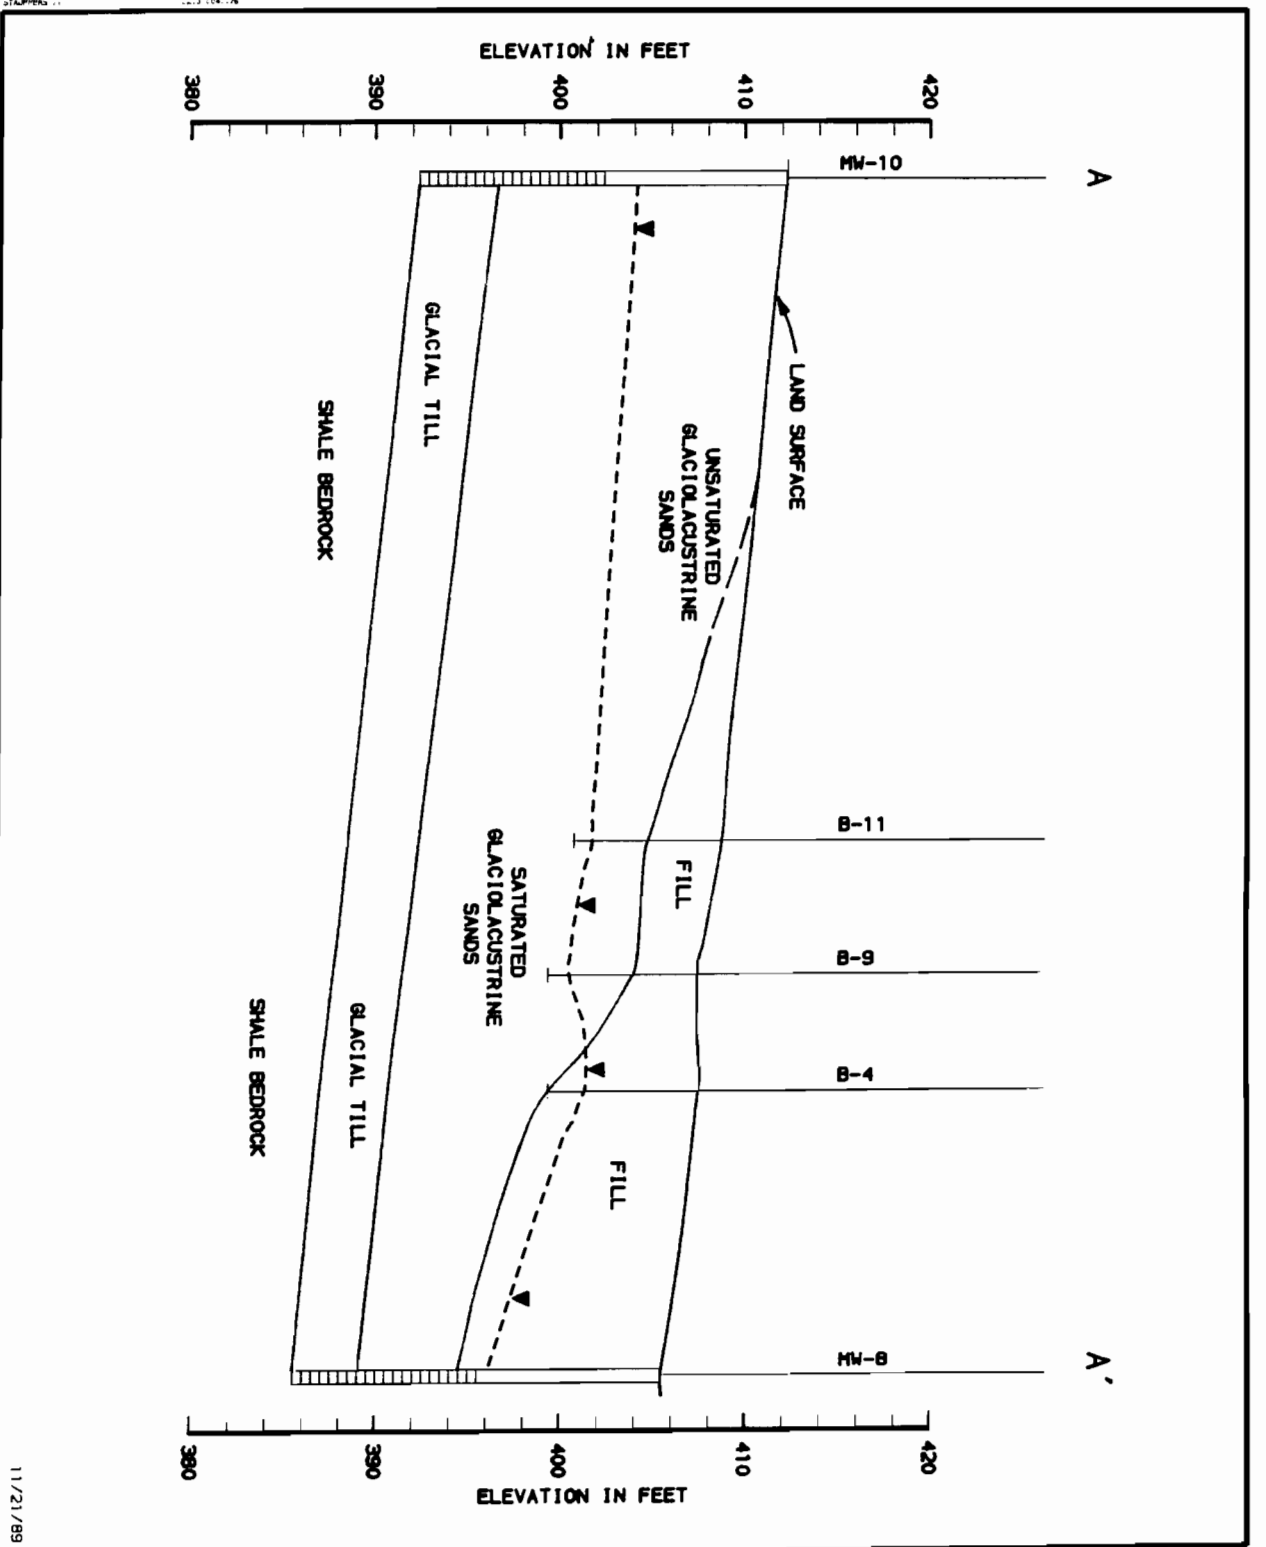 A
A'
MW-10
B-11
B-9
B-4
MW-8
ELEVATION IN FEET
420
410
400
390
380
LAND SURFACE
UNSATURATED
GLACIOLACUSTRINE
SANDS
FILL
FILL
SATURATED
GLACIOLACUSTRINE
SANDS
GLACIAL TILL
GLACIAL TILL
SHALE BEDROCK
SHALE BEDROCK
420
410
400
390
380
ELEVATION IN FEET
11/21/89